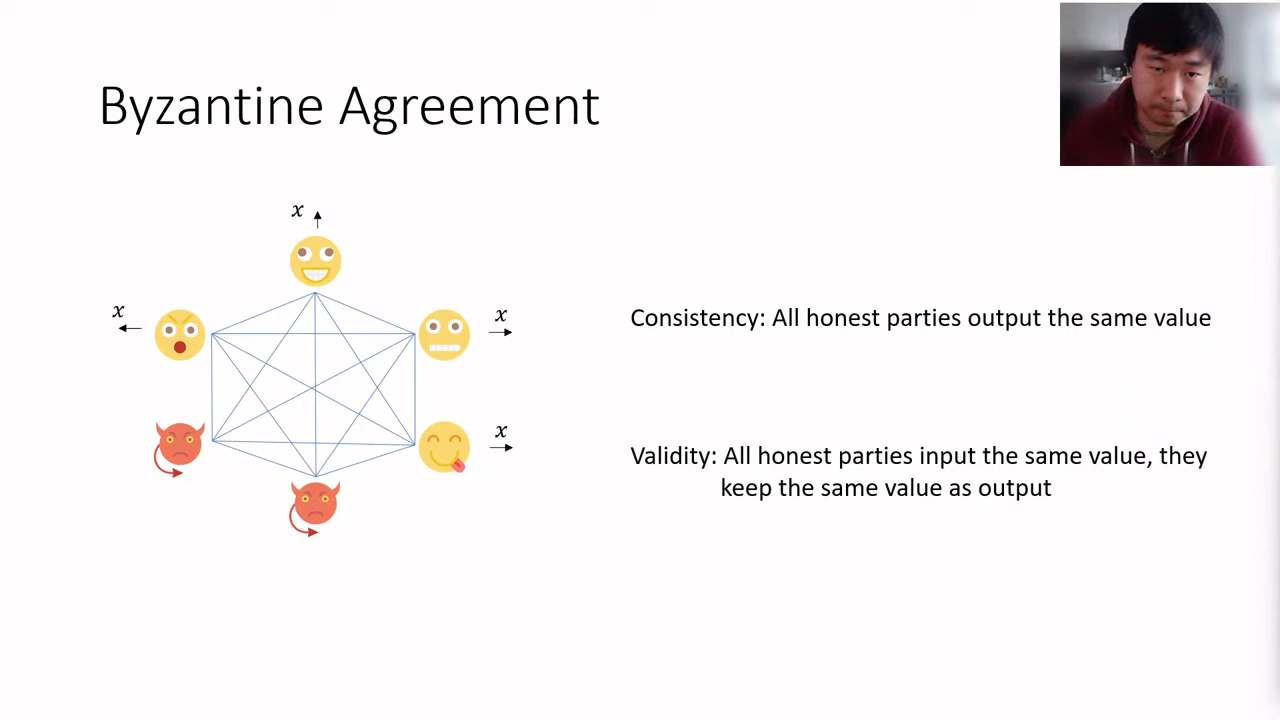 Byzantine Agreement
x
x
x
x
Consistency: All honest parties output the same value
Validity: All honest parties input the same value, they
keep the same value as output